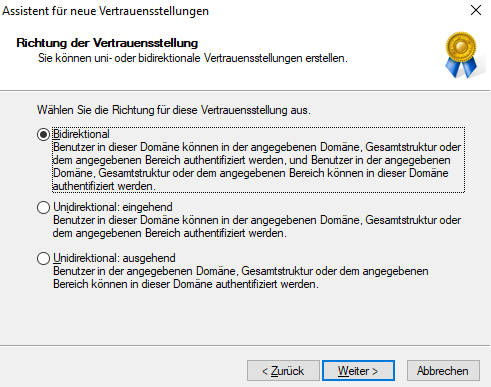 Assistent für neue Vertrauensstellungen
Richtung der Vertrauensstellung
Sie können uni- oder bidirektionale Vertrauensstellungen erstellen.
Wählen Sie die Richtung für diese Vertrauensstellung aus.
Bidirektional
Benutzer in dieser Domäne können in der angegebenen Domäne, Gesamtstruktur oder
dem angegebenen Bereich authentifiziert werden, und Benutzer in der angegebenen
Domäne, Gesamtstruktur oder dem angegebenen Bereich können in dieser Domäne
authentifiziert werden.
Unidirektional: eingehend
Benutzer in dieser Domäne können in der angegebenen Domäne, Gesamtstruktur oder
dem angegebenen Bereich authentifiziert werden.
Unidirektional: ausgehend
Benutzer in der angegebenen Domäne, Gesamtstruktur oder dem angegebenen
Bereich können in dieser Domäne authentifiziert werden.
< Zurück
Weiter >
Abbrechen